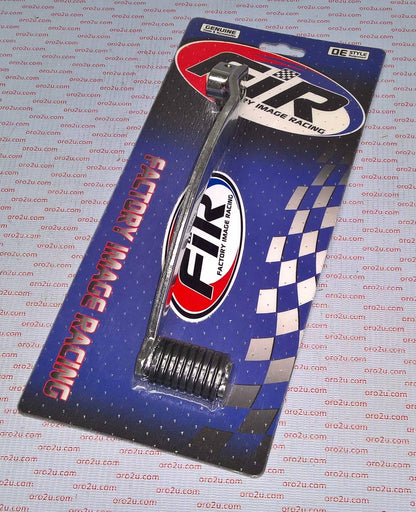 GENUINE
OE STYLE
FIR
FACTORY IMAGE RACING
FIR
FACTORY IMAGE RACING
FACTORY IMAGE RACING
oro2u.com